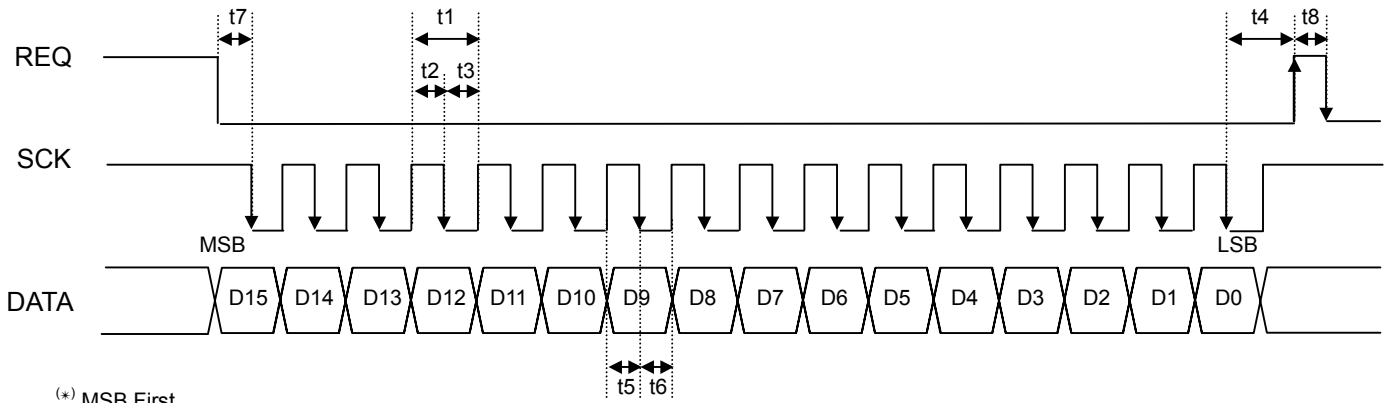 t7 t1 t4 t8
REQ
t2 t3
SCK
MSB LSB
DATA D15 D14 D13 D12 D11 D10 D9 D8 D7 D6 D5 D4 D3 D2 D1 D0
t5 t6
(*) MSB First